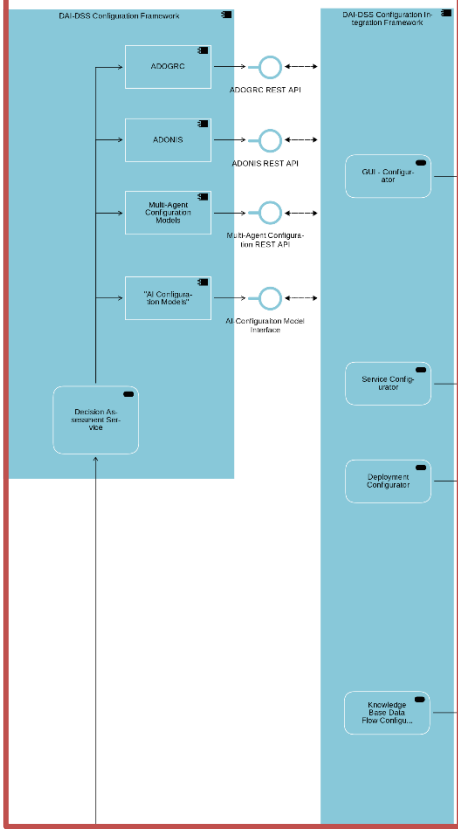 DAI-DSS Configuration Framework
DAI-DSS Configuration In-
tegration Framework
ADOGRC
ADOGRC REST API
ADONIS
ADONIS REST API
GUI - Configur-
ator
Multi-Agent
Configuration
Models
Multi-Agent Configura-
tion REST API
"AI Configura-
tion Models"
AI-Configuraiton Model
Interface
Service Config-
urator
Decision As-
sessment Ser-
vice
Deployment
Configurator
Knowledge
Base Data
Flow Configu...